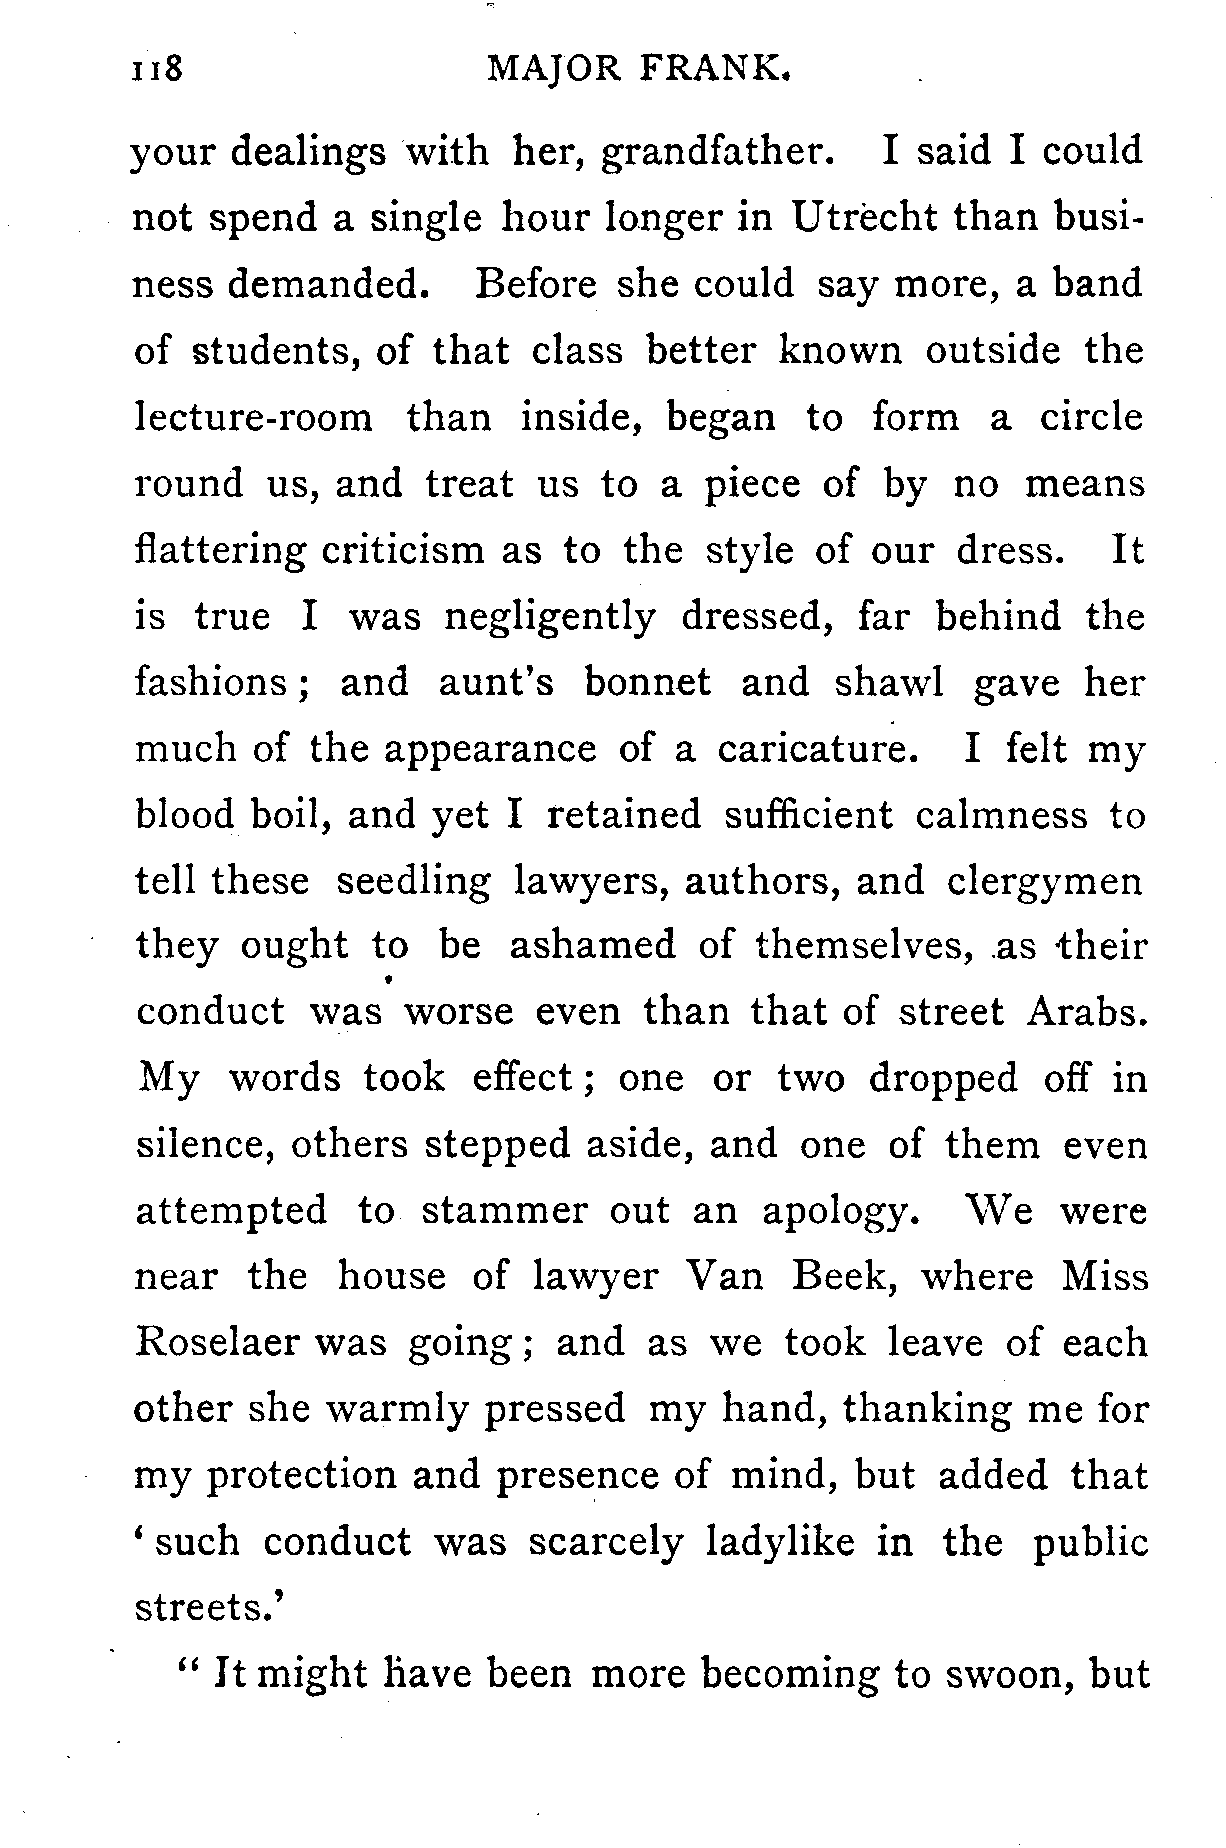 118 MAJOR FRANK.
your dealings with her, grandfather. I said I could
not spend a single hour longer in Utrecht than busi-
ness demanded. Before she could say more, a band
of students, of that class better known outside the
lecture-room than inside, began to form a circle
round us, and treat us to a piece of by no means
flattering criticism as to the style of our dress. It
is true I was negligently dressed, far behind the
fashions ; and aunt's bonnet and shawl gave her
much of the appearance of a caricature. I felt my
blood boil, and yet I retained sufficient calmness to
tell these seedling lawyers, authors, and clergymen
they ought to be ashamed of themselves, as their
conduct was worse even than that of street Arabs.
My words took effect ; one or two dropped off in
silence, others stepped aside, and one of them even
attempted to stammer out an apology. We were
near the house of lawyer Van Beek, where Miss
Roselaer was going ; and as we took leave of each
other she warmly pressed my hand, thanking me for
my protection and presence of mind, but added that
‘ such conduct was scarcely ladylike in the public
streets.’
“ It might have been more becoming to swoon, but